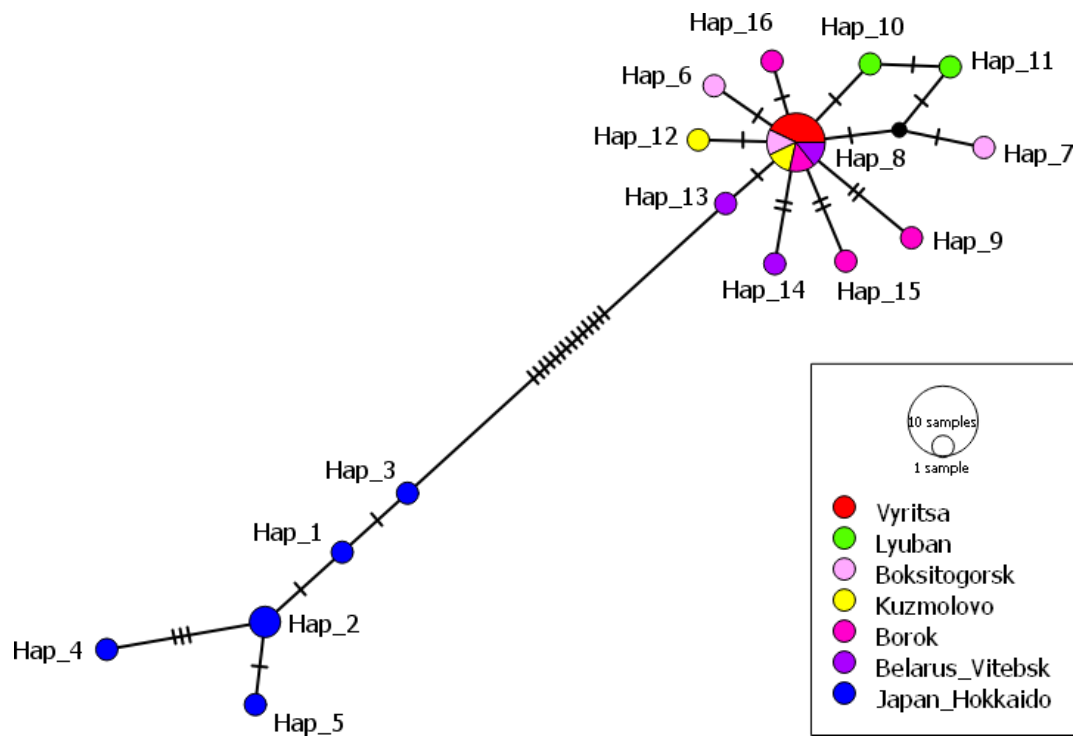 Hap_16
Hap_10
Hap_11
Hap_6
Hap_12
Hap_8
Hap_7
Hap_13
Hap_9
Hap_14
Hap_15
Hap_3
Hap_1
Hap_2
Hap_4
Hap_5
10 samples
1 sample
Vyritsa
Lyuban
Boksitogorsk
Kuzmolovo
Borok
Belarus_Vitebsk
Japan_Hokkaido